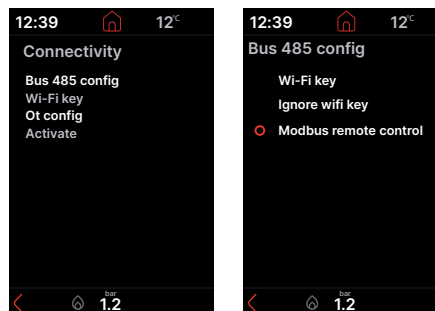 12:39 12°C
Connectivity
Bus 485 config
Wi-Fi key
Ot config
Activate
bar
1.2
12:39 12°C
Bus 485 config
Wi-Fi key
Ignore wifi key
Modbus remote control
bar
1.2